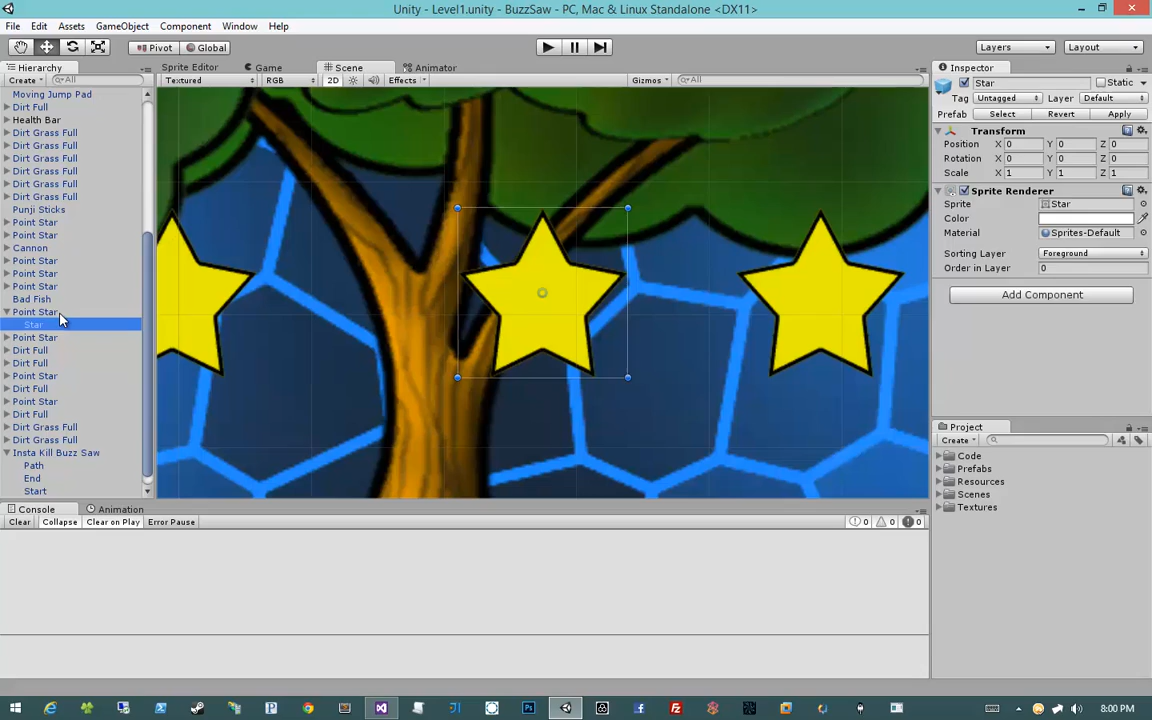 Unity - Level1.unity - BuzzSaw - PC, Mac & Linux Standalone <DX11>
File Edit Assets GameObject Component Window Help
Pivot Global Layers Layout
Hierarchy Sprite Editor Game Scene Animator Inspector
Create All Textured RGB 2D Effects Gizmos All
Star Static
Tag Untagged Layer Default
Prefab Select Revert Apply
Transform
Position X 0 Y 0 Z 0
Rotation X 0 Y 0 Z 0
Scale X 1 Y 1 Z 1
Sprite Renderer
Sprite Star
Color
Material Sprites-Default
Sorting Layer Foreground
Order in Layer 0
Add Component
Moving Jump Pad
Dirt Full
Health Bar
Dirt Grass Full
Dirt Grass Full
Dirt Grass Full
Dirt Grass Full
Dirt Grass Full
Dirt Grass Full
Punji Sticks
Point Star
Point Star
Cannon
Point Star
Point Star
Point Star
Bad Fish
Point Star
Star
Point Star
Dirt Full
Dirt Full
Point Star
Dirt Full
Point Star
Dirt Full
Dirt Grass Full
Dirt Grass Full
Insta Kill Buzz Saw
Path
End
Start
Project
Create
Code
Prefabs
Resources
Scenes
Textures
Console Animation
Clear Collapse Clear on Play Error Pause 0 0 0
8:00 PM